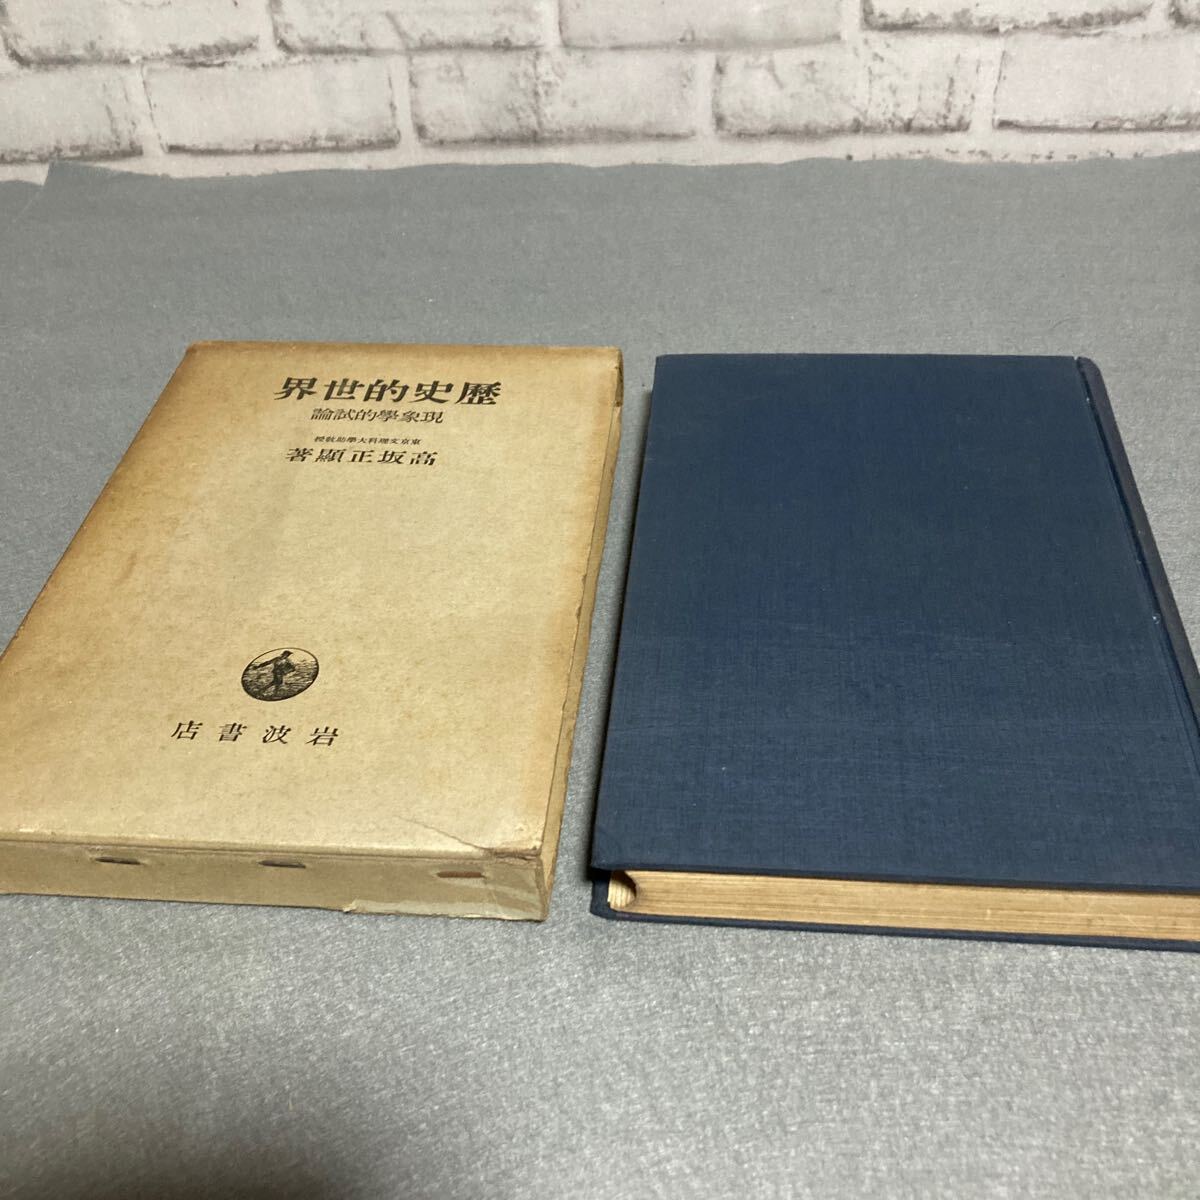 歷史的世界
現象學的試論
東京文理科大學助敎授
高坂正顯著
岩波書店